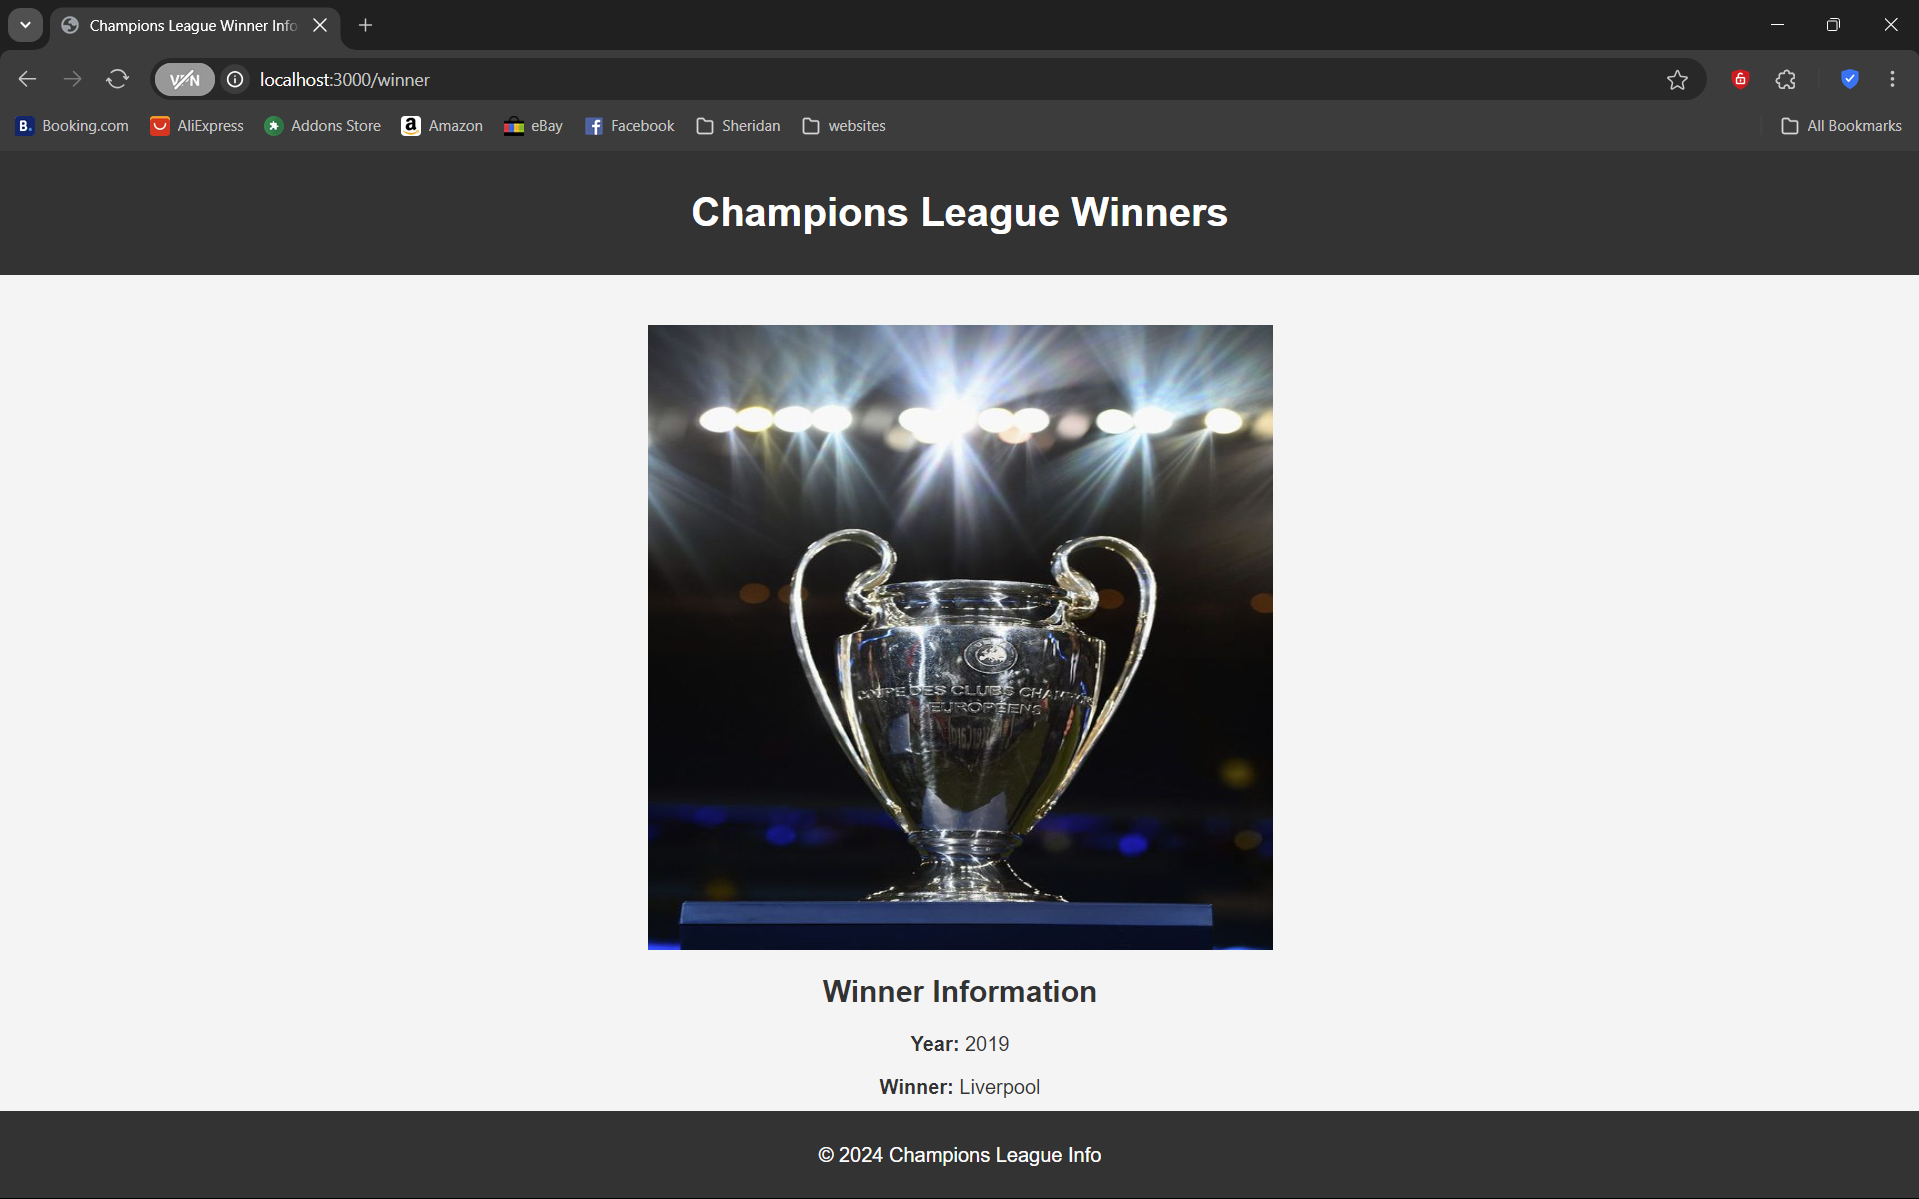 Champions League Winner Info
VPN
localhost:3000/winner
B. Booking.com AliExpress Addons Store a Amazon eBay f Facebook Sheridan websites All Bookmarks
Champions League Winners
COUPE DES CLUBS CHAMPIONS
EUROPÉENS
Winner Information
Year: 2019
Winner: Liverpool
© 2024 Champions League Info